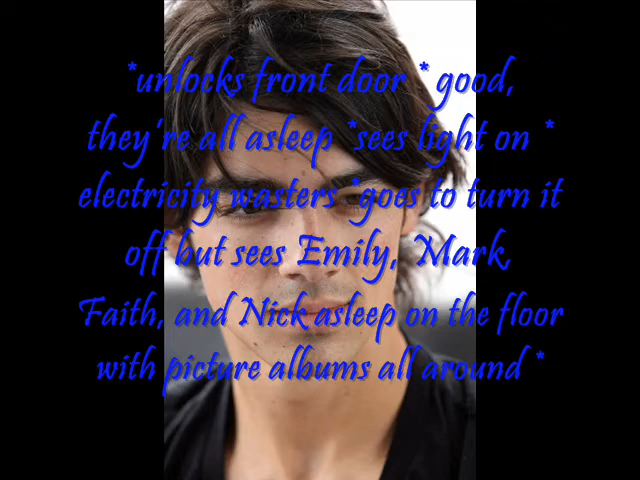 *unlocks front door * good,
they're all asleep *sees light on *
electricity wasters *goes to turn it
off but sees Emily, Mark,
Faith, and Nick asleep on the floor
with picture albums all around *